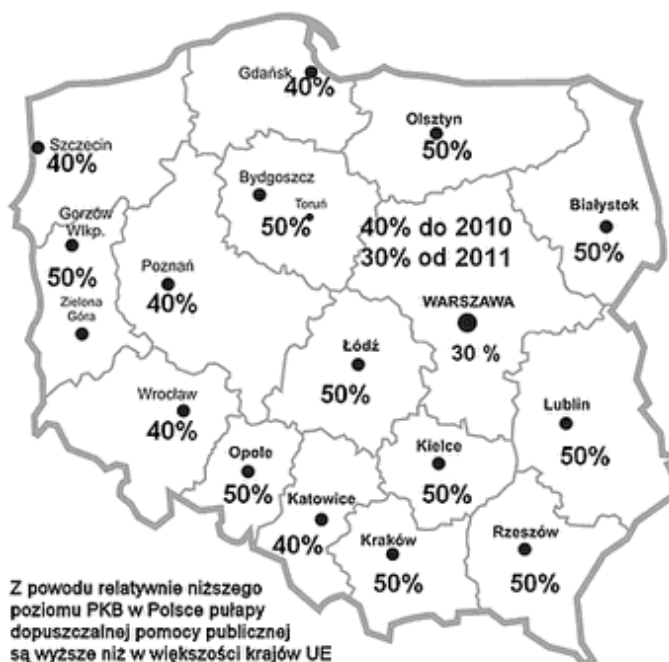 Gdańsk
40%
Olsztyn
50%
Szczecin
40%
Bydgoszcz
Toruń
50%
40% do 2010
30% od 2011
Białystok
50%
Gorzów
Wlkp.
50%
Zielona
Góra
Poznań
40%
WARSZAWA
30 %
Łódź
50%
Wrocław
40%
Lublin
50%
Opole
50%
Kielce
50%
Katowice
40%
Kraków
50%
Rzeszów
50%
Z powodu relatywnie niższego
poziomu PKB w Polsce pułapy
dopuszczalnej pomocy publicznej
są wyższe niż w większości krajów UE